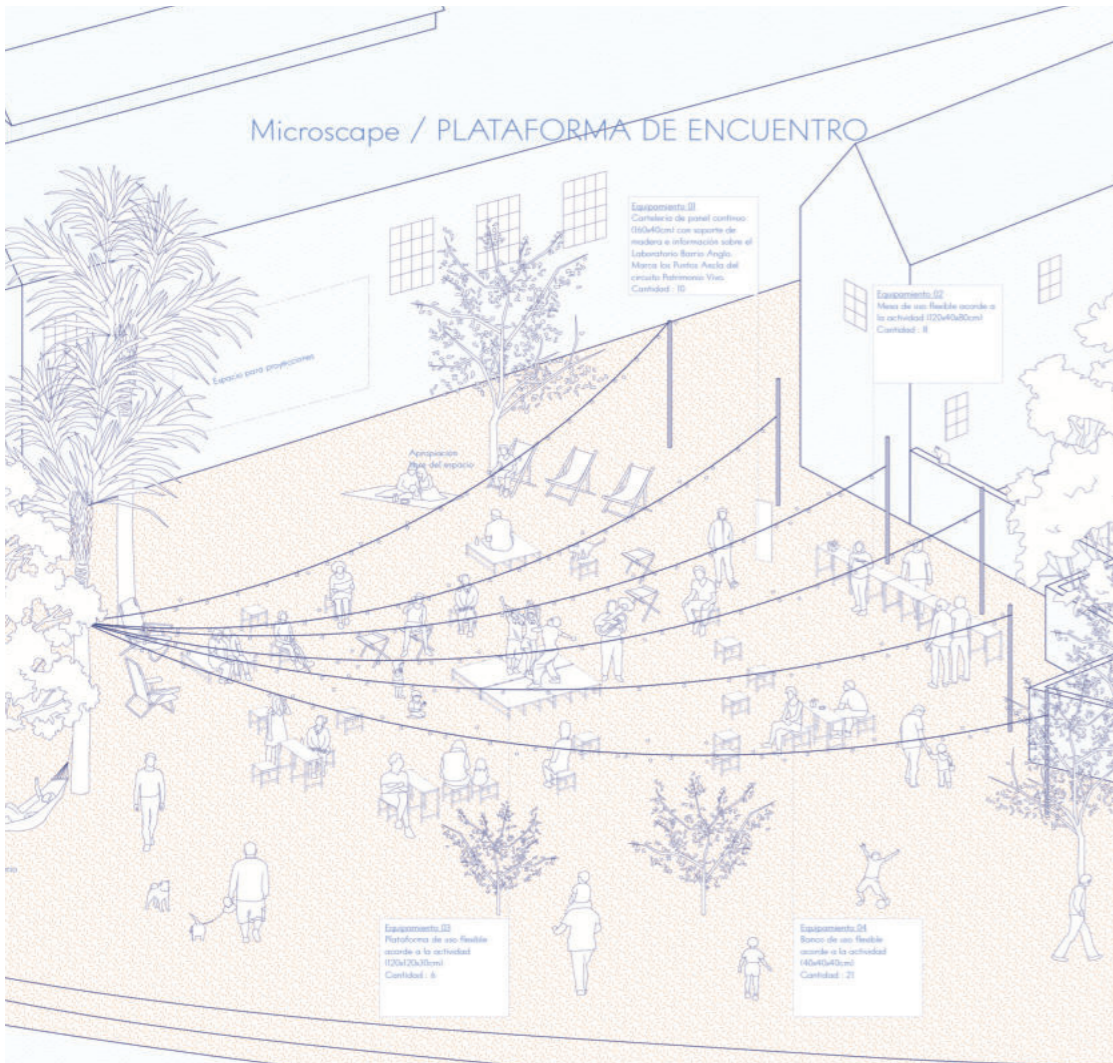 Microscape / PLATAFORMA DE ENCUENTRO
Equipamiento 01
Cartelería de panel continuo
(160x40cm) con soporte de
madera e información sobre el
Laboratorio Barrio Anglo.
Marca los Puntos Ancla del
circuito Patrimonio Vivo.
Cantidad : 10
Equipamiento 02
Mesa de uso flexible acorde a
la actividad (120x40x80cm)
Cantidad : 8
Espacio para proyecciones
Apropiación
libre del espacio
Equipamiento 03
Plataforma de uso flexible
acorde a la actividad
(120x120x30cm)
Cantidad : 6
Equipamiento 04
Banco de uso flexible
acorde a la actividad
(40x40x40cm)
Cantidad : 21